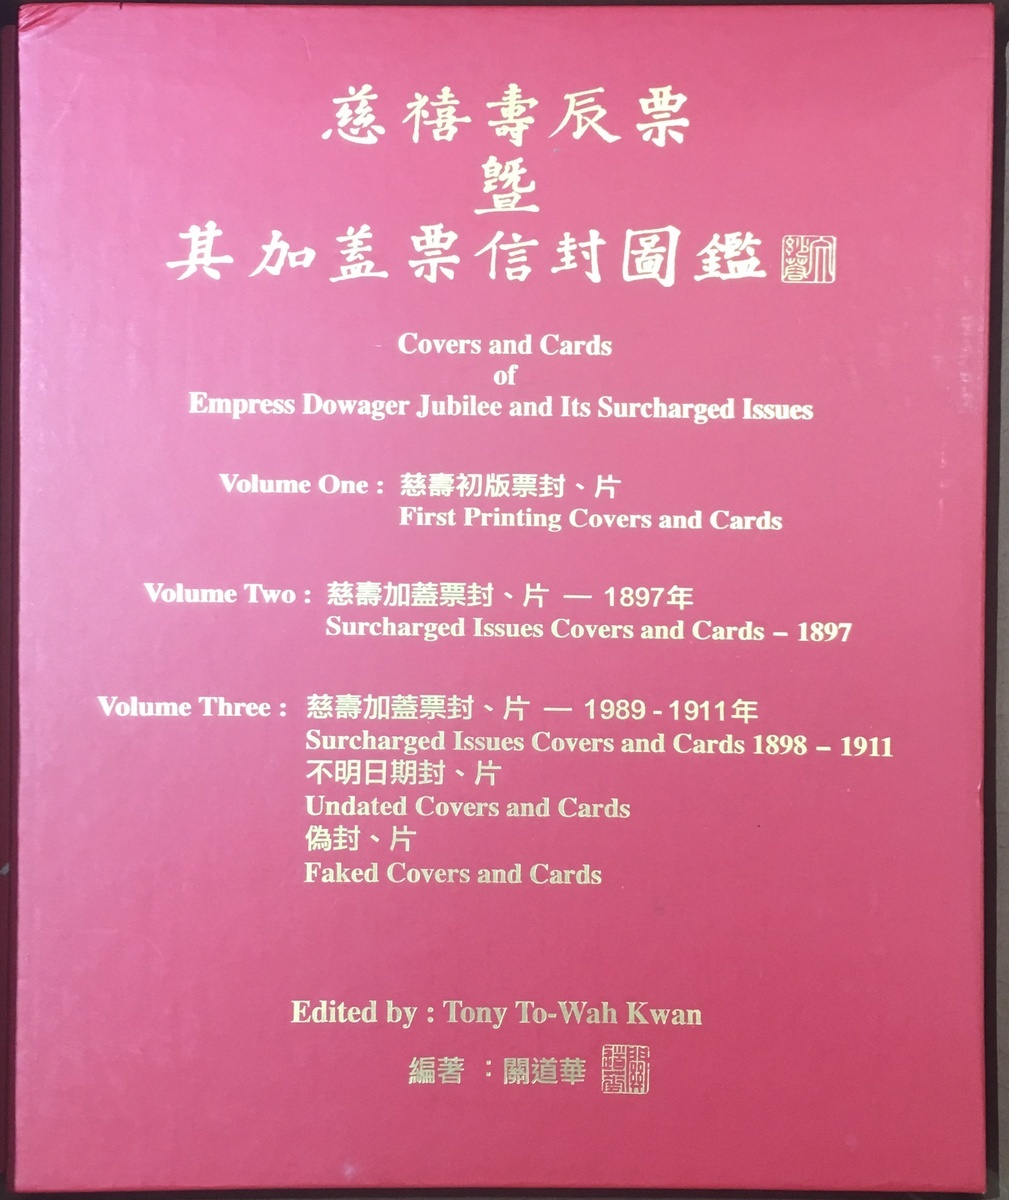 慈禧壽辰票
暨
其加蓋票信封圖鑑
Covers and Cards
of
Empress Dowager Jubilee and Its Surcharged Issues
Volume One : 慈壽初版票封、片
First Printing Covers and Cards
Volume Two : 慈壽加蓋票封、片 — 1897年
Surcharged Issues Covers and Cards – 1897
Volume Three : 慈壽加蓋票封、片 — 1989 - 1911年
Surcharged Issues Covers and Cards 1898 – 1911
不明日期封、片
Undated Covers and Cards
偽封、片
Faked Covers and Cards
Edited by : Tony To-Wah Kwan
編著 : 關道華